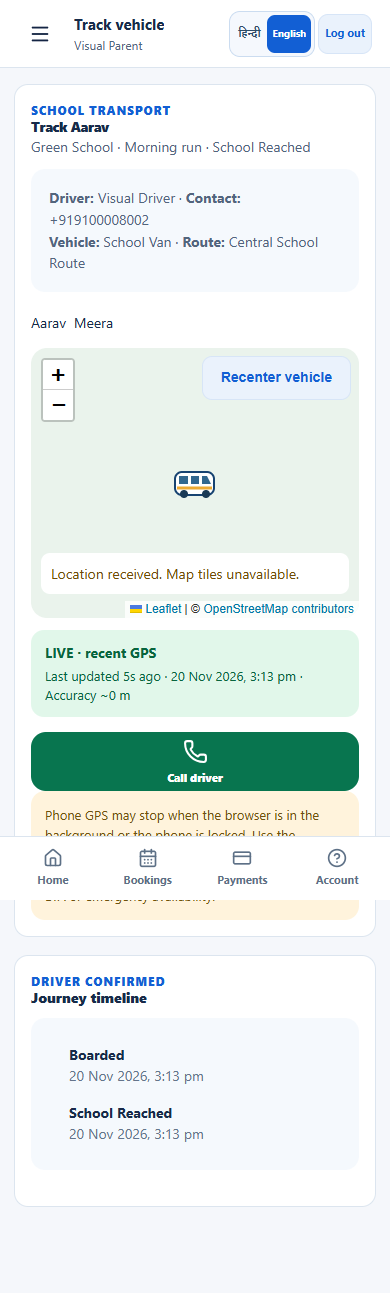 Track vehicle
Visual Parent
हिन्दी
English
Log out
SCHOOL TRANSPORT
Track Aarav
Green School · Morning run · School Reached
Driver: Visual Driver · Contact:
+919100008002
Vehicle: School Van · Route: Central School
Route
Aarav Meera
+
−
Recenter vehicle
Location received. Map tiles unavailable.
Leaflet | © OpenStreetMap contributors
LIVE · recent GPS
Last updated 5s ago · 20 Nov 2026, 3:13 pm ·
Accuracy ~0 m
Call driver
Phone GPS may stop when the browser is in the
background or the phone is locked. Use the
Home
Bookings
Payments
Account
DRIVER CONFIRMED
Journey timeline
Boarded
20 Nov 2026, 3:13 pm
School Reached
20 Nov 2026, 3:13 pm